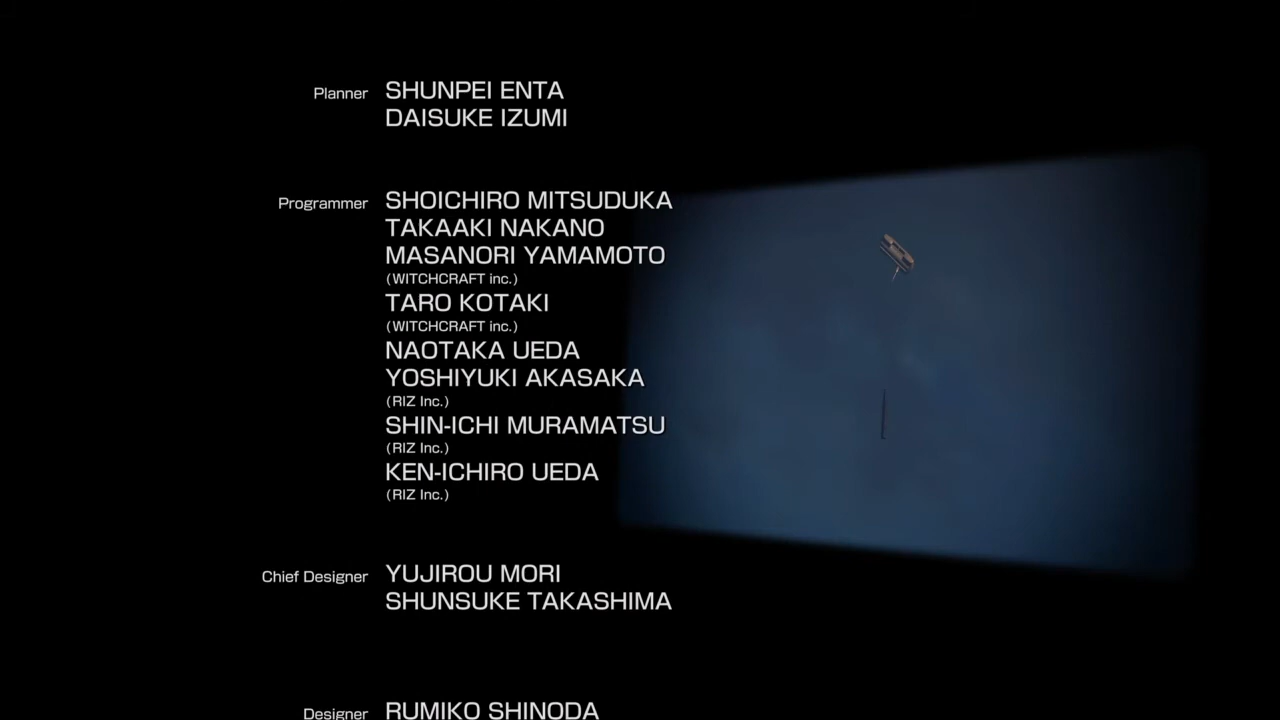 Planner SHUNPEI ENTA
DAISUKE IZUMI
Programmer SHOICHIRO MITSUDUKA
TAKAAKI NAKANO
MASANORI YAMAMOTO
(WITCHCRAFT inc.)
TARO KOTAKI
(WITCHCRAFT inc.)
NAOTAKA UEDA
YOSHIYUKI AKASAKA
(RIZ Inc.)
SHIN-ICHI MURAMATSU
(RIZ Inc.)
KEN-ICHIRO UEDA
(RIZ Inc.)
Chief Designer YUJIROU MORI
SHUNSUKE TAKASHIMA
Designer RUMIKO SHINODA